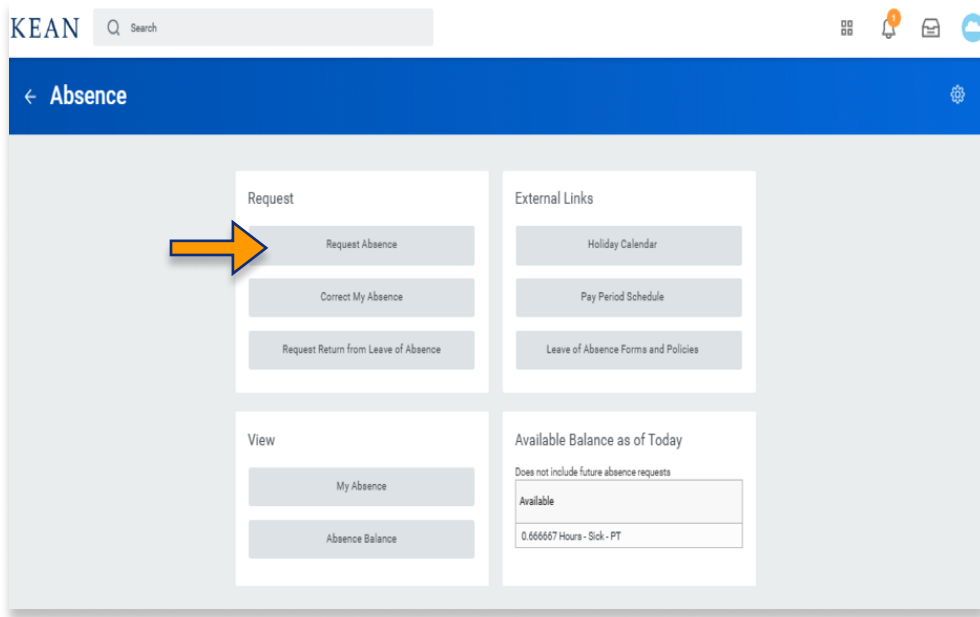 KEAN
Search
1
Absence
Request
Request Absence
Correct My Absence
Request Return from Leave of Absence
External Links
Holiday Calendar
Pay Period Schedule
Leave of Absence Forms and Policies
View
My Absence
Absence Balance
Available Balance as of Today
Does not include future absence requests
Available
0.666667 Hours - Sick - PT